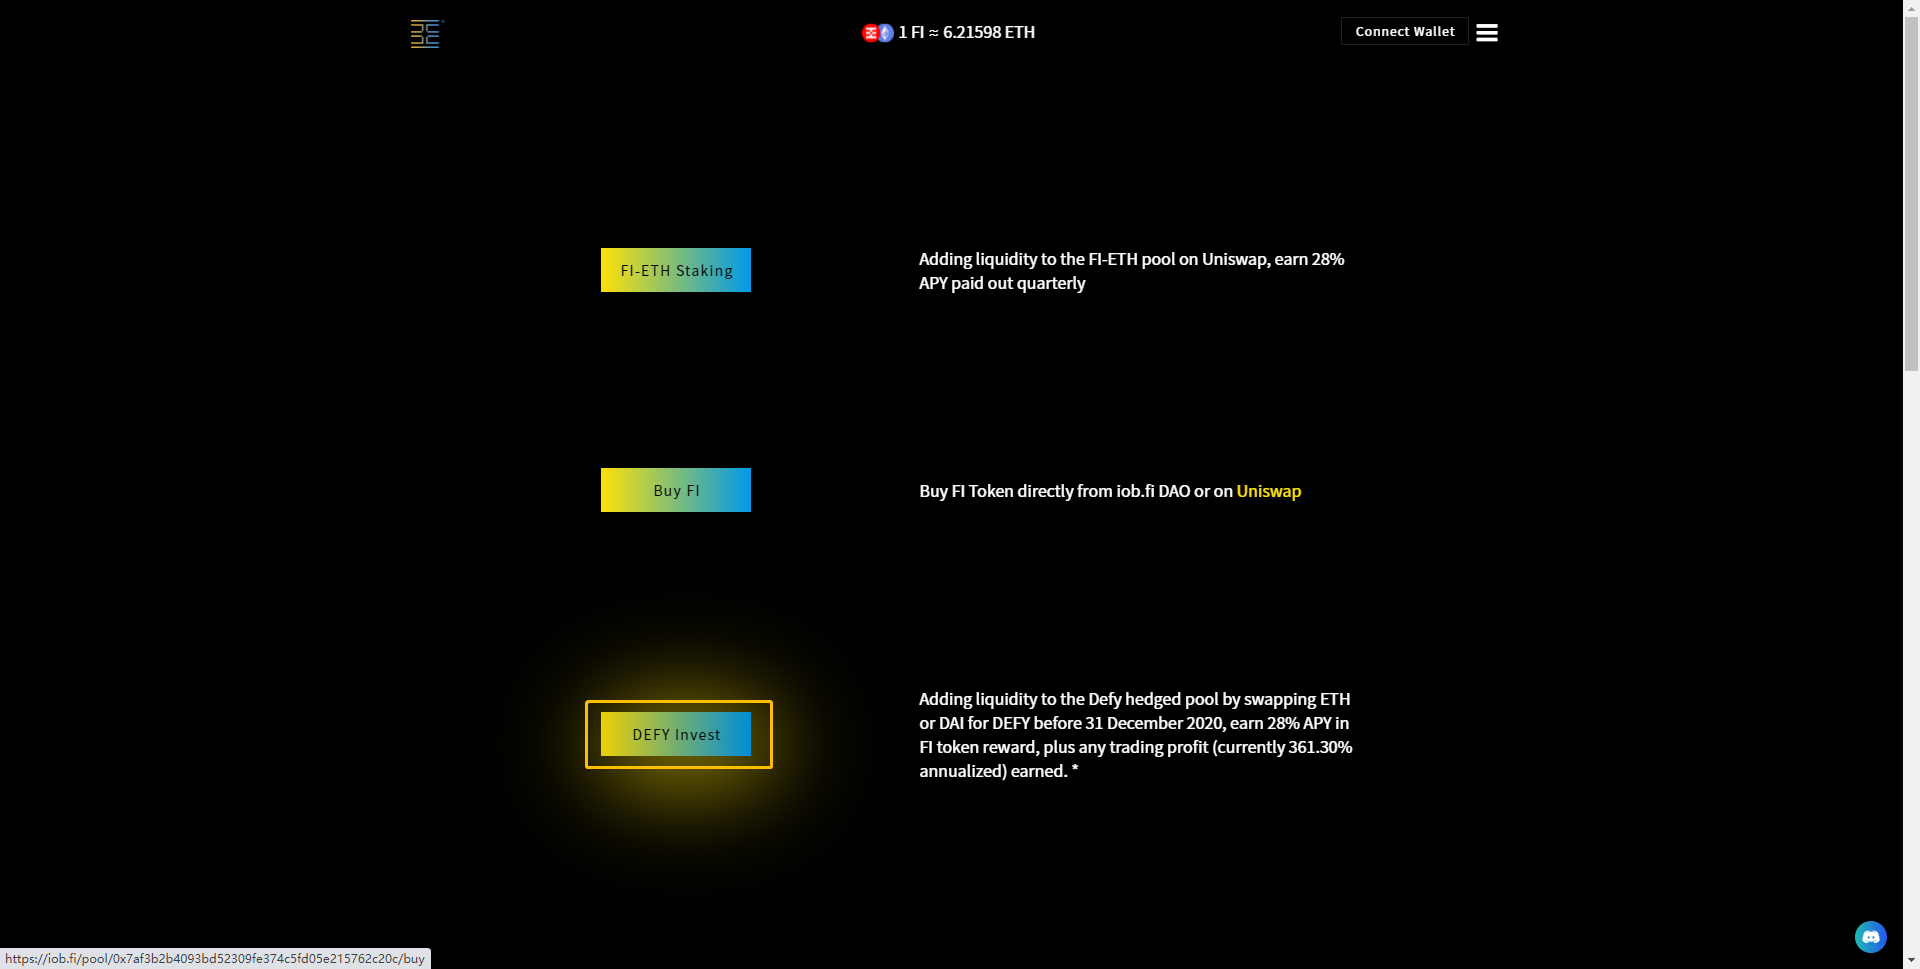 1 FI ≈ 6.21598 ETH
Connect Wallet
FI-ETH Staking
Adding liquidity to the FI-ETH pool on Uniswap, earn 28%
APY paid out quarterly
Buy FI
Buy FI Token directly from iob.fi DAO or on Uniswap
DEFY Invest
Adding liquidity to the Defy hedged pool by swapping ETH
or DAI for DEFY before 31 December 2020, earn 28% APY in
FI token reward, plus any trading profit (currently 361.30%
annualized) earned. *
https://iob.fi/pool/0x7af3b2b4093bd52309fe374c5fd05e215762c20c/buy